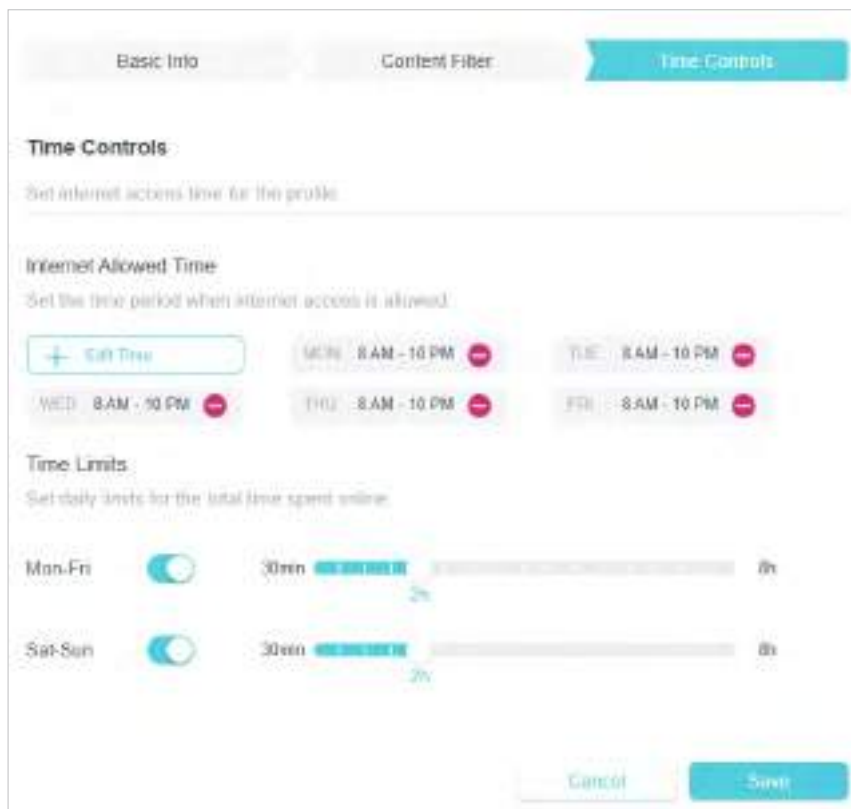 Basic Info Content Filter Time Controls
Time Controls
Set internet access time for the profile.
Internet Allowed Time
Set the time period when internet access is allowed.
Edit Time MON 8 AM - 10 PM TUE 8 AM - 10 PM
WED 8 AM - 10 PM THU 8 AM - 10 PM FRI 8 AM - 10 PM
Time Limits
Set daily limits for the total time spent online.
Mon-Fri 30min 8h
2h
Sat-Sun 30min 8h
2h
Cancel Save